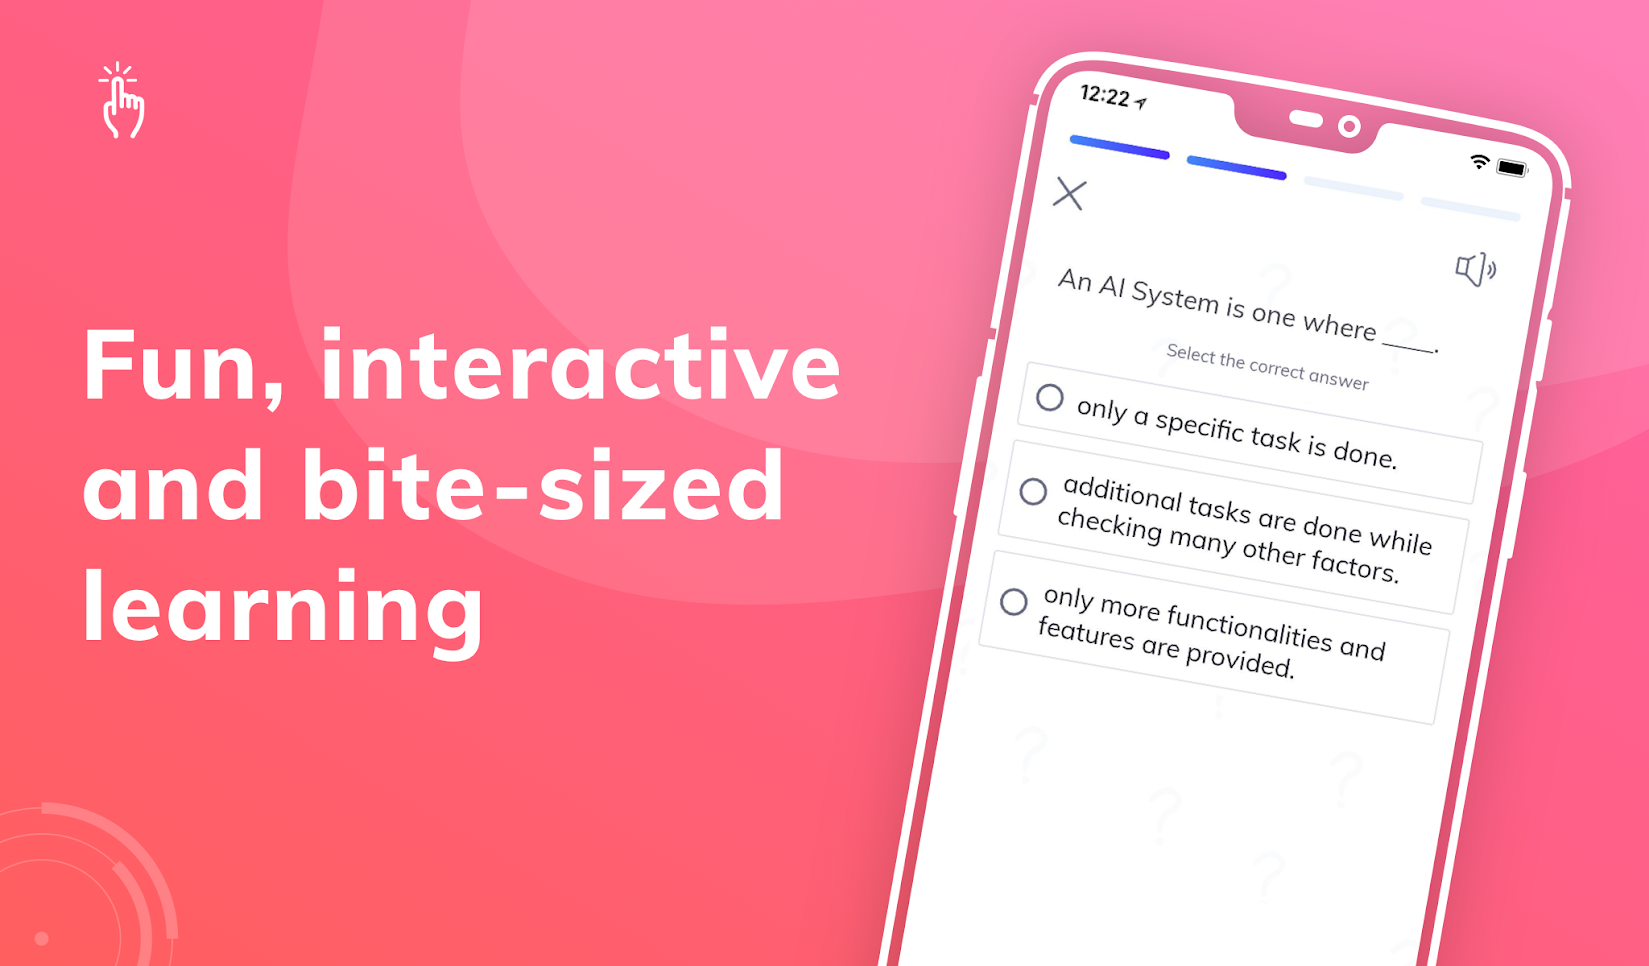 Fun, interactive
and bite-sized
learning
12:22
An AI System is one where ____.
Select the correct answer
only a specific task is done.
additional tasks are done while
checking many other factors.
only more functionalities and
features are provided.